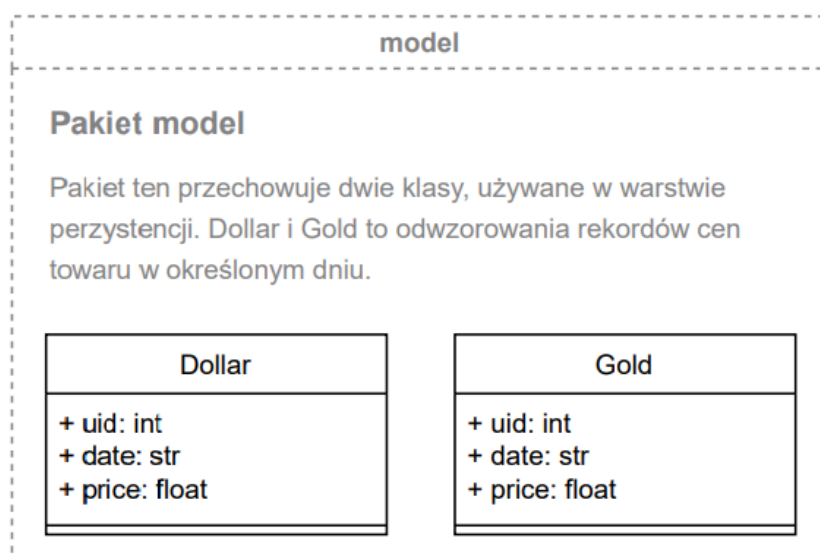 model
Pakiet model
Pakiet ten przechowuje dwie klasy, używane w warstwie
perzystencji. Dollar i Gold to odwzorowania rekordów cen
towaru w określonym dniu.
Dollar
+ uid: int
+ date: str
+ price: float
Gold
+ uid: int
+ date: str
+ price: float